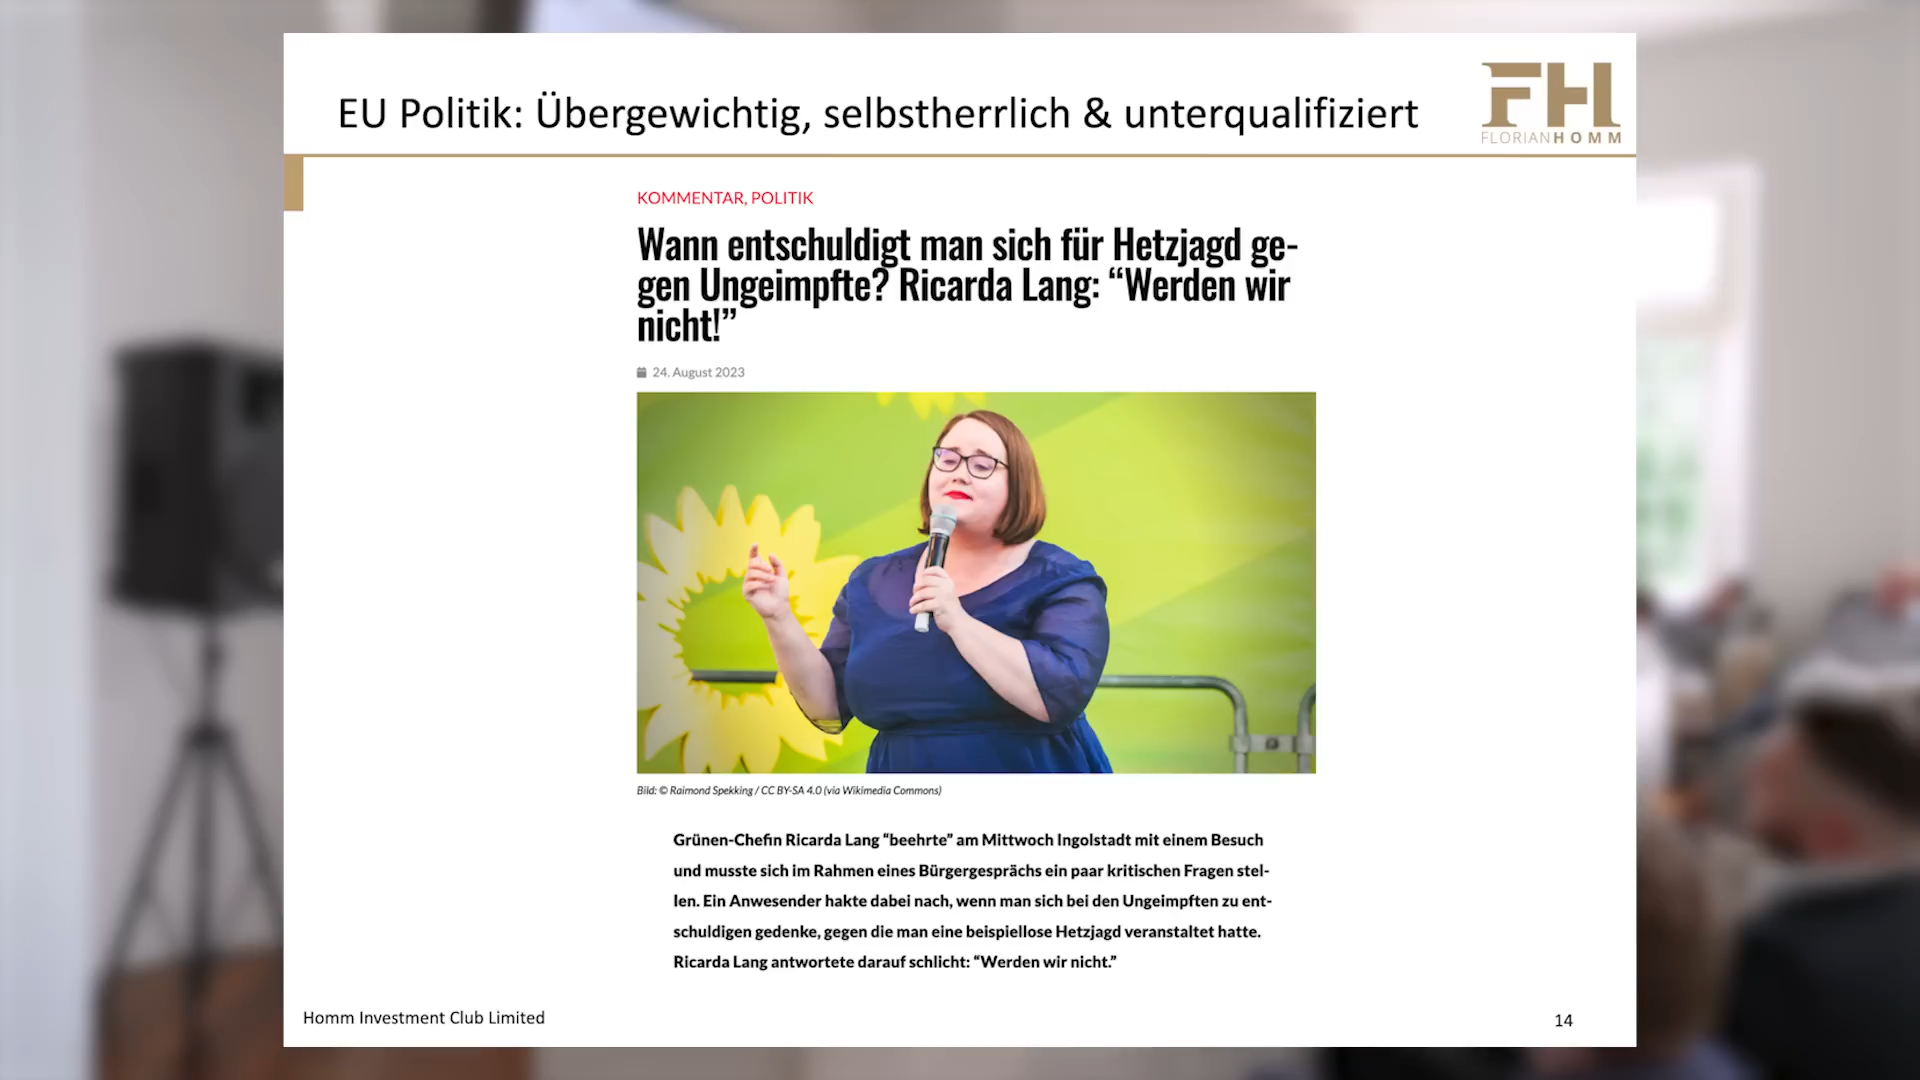 EU Politik: Übergewichtig, selbstherrlich & unterqualifiziert
FH
FLORIANHOMM
KOMMENTAR, POLITIK
Wann entschuldigt man sich für Hetzjagd ge-
gen Ungeimpfte? Ricarda Lang: “Werden wir
nicht!”
24. August 2023
Bild: © Raimond Spekking / CC BY-SA 4.0 (via Wikimedia Commons)
Grünen-Chefin Ricarda Lang “beehrte” am Mittwoch Ingolstadt mit einem Besuch
und musste sich im Rahmen eines Bürgergesprächs ein paar kritischen Fragen stel-
len. Ein Anwesender hakte dabei nach, wenn man sich bei den Ungeimpften zu ent-
schuldigen gedenke, gegen die man eine beispiellose Hetzjagd veranstaltet hatte.
Ricarda Lang antwortete darauf schlicht: “Werden wir nicht.”
Homm Investment Club Limited
14